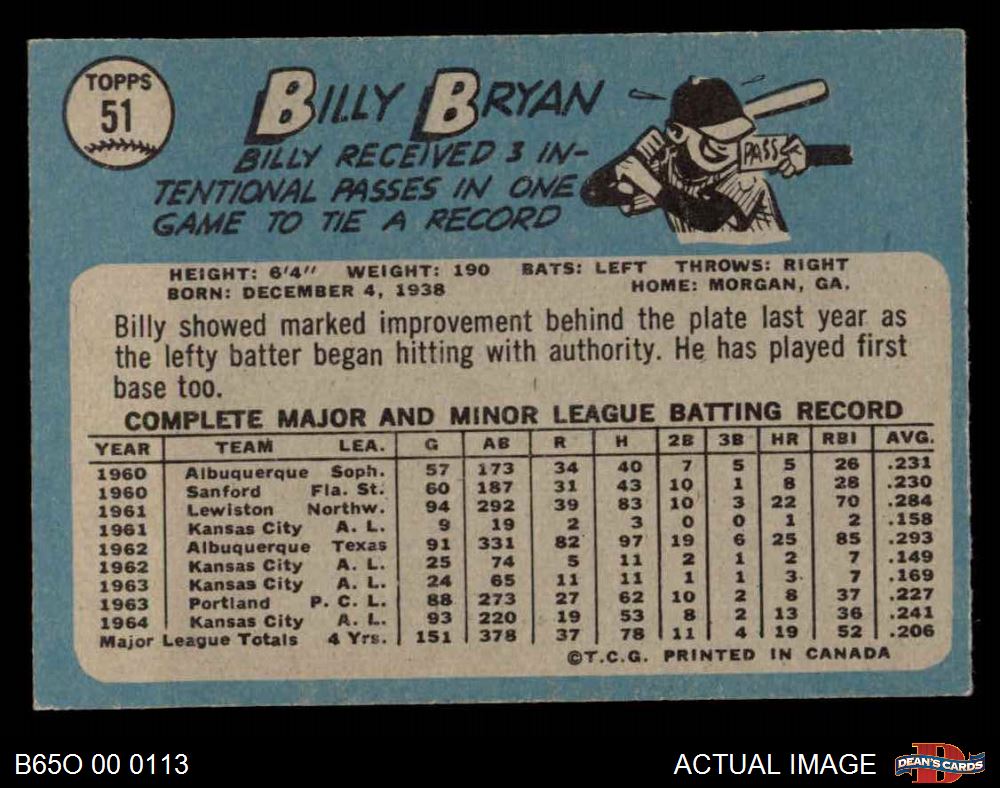 TOPPS
51
BILLY BRYAN
BILLY RECEIVED 3 IN-
TENTIONAL PASSES IN ONE
GAME TO TIE A RECORD
PASS
HEIGHT: 6'4" WEIGHT: 190 BATS: LEFT THROWS: RIGHT
BORN: DECEMBER 4, 1938 HOME: MORGAN, GA.
Billy showed marked improvement behind the plate last year as
the lefty batter began hitting with authority. He has played first
base too.
COMPLETE MAJOR AND MINOR LEAGUE BATTING RECORD
YEAR TEAM LEA. G AB R H 2B 3B HR RBI AVG.
1960 Albuquerque Soph. 57 173 34 40 7 5 5 26 .231
1960 Sanford Fla. St. 60 187 31 43 10 1 8 28 .230
1961 Lewiston Northw. 94 292 39 83 10 3 22 70 .284
1961 Kansas City A. L. 9 19 2 3 0 0 1 2 .158
1962 Albuquerque Texas 91 331 82 97 19 6 25 85 .293
1962 Kansas City A. L. 25 74 5 11 2 1 2 7 .149
1963 Kansas City A. L. 24 65 11 11 1 1 3 7 .169
1963 Portland P. C. L. 88 273 27 62 10 2 8 37 .227
1964 Kansas City A. L. 93 220 19 53 8 2 13 36 .241
Major League Totals 4 Yrs. 151 378 37 78 11 4 19 52 .206
©T.C.G. PRINTED IN CANADA
B65O 00 0113 ACTUAL IMAGE
DEAN'S CARDS